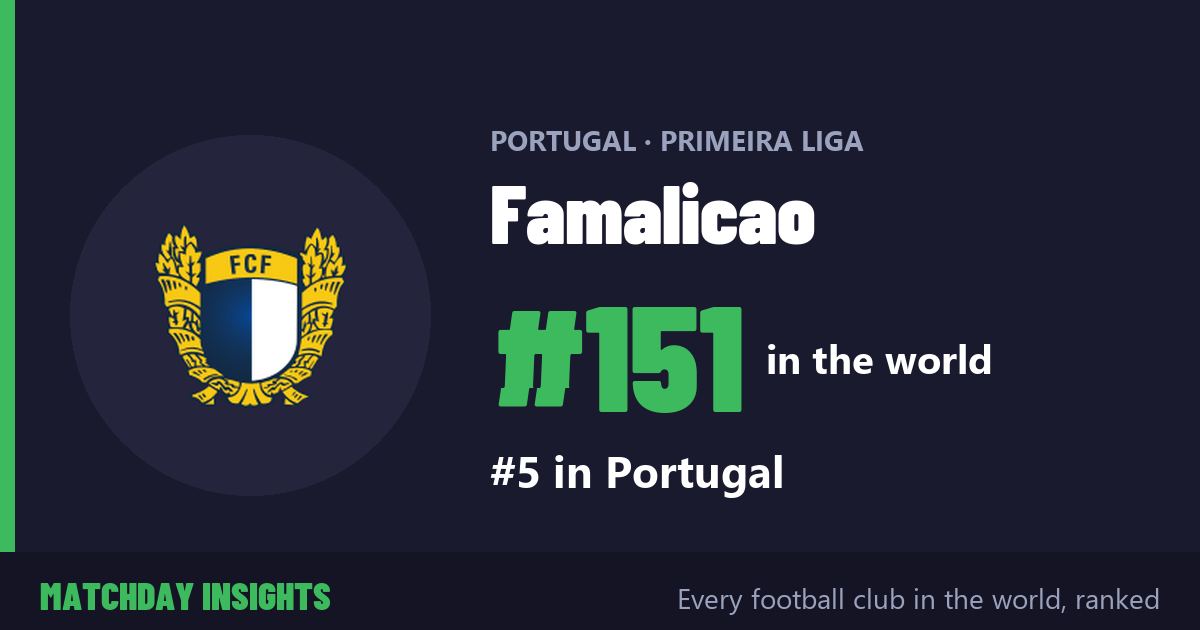 PORTUGAL · PRIMEIRA LIGA
Famalicao
FCF
#151 in the world
#5 in Portugal
MATCHDAY INSIGHTS
Every football club in the world, ranked